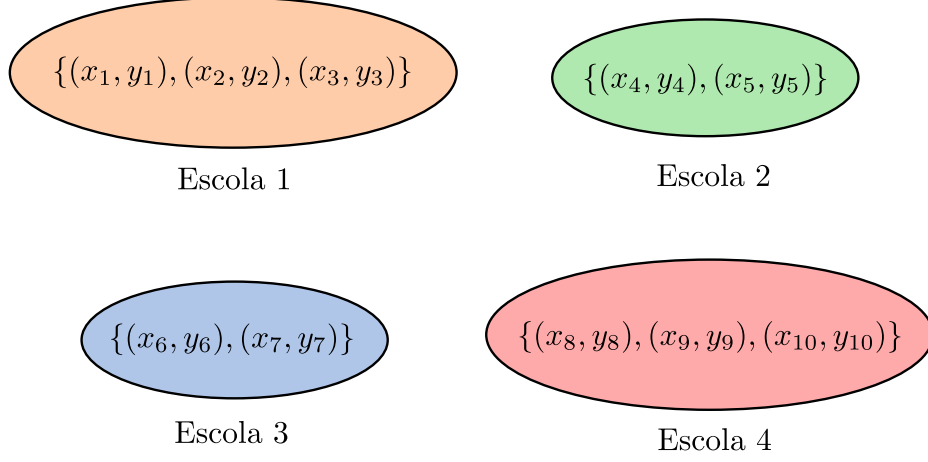 {(x₁, y₁), (x₂, y₂), (x₃, y₃)}
Escola 1
{(x₄, y₄), (x₅, y₅)}
Escola 2
{(x₆, y₆), (x₇, y₇)}
Escola 3
{(x₈, y₈), (x₉, y₉), (x₁₀, y₁₀)}
Escola 4